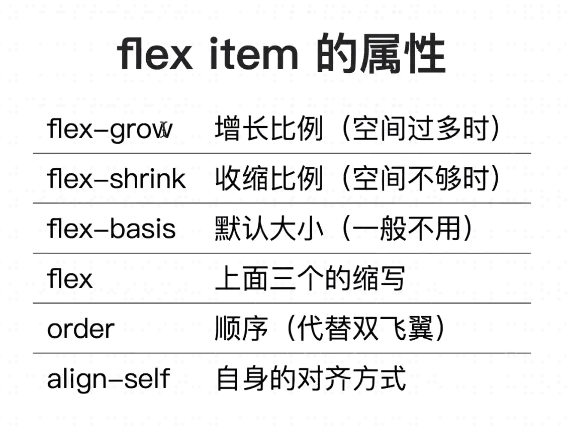 flex item 的属性
flex-grow 增长比例（空间过多时）
flex-shrink 收缩比例（空间不够时）
flex-basis 默认大小（一般不用）
flex 上面三个的缩写
order 顺序（代替双飞翼）
align-self 自身的对齐方式